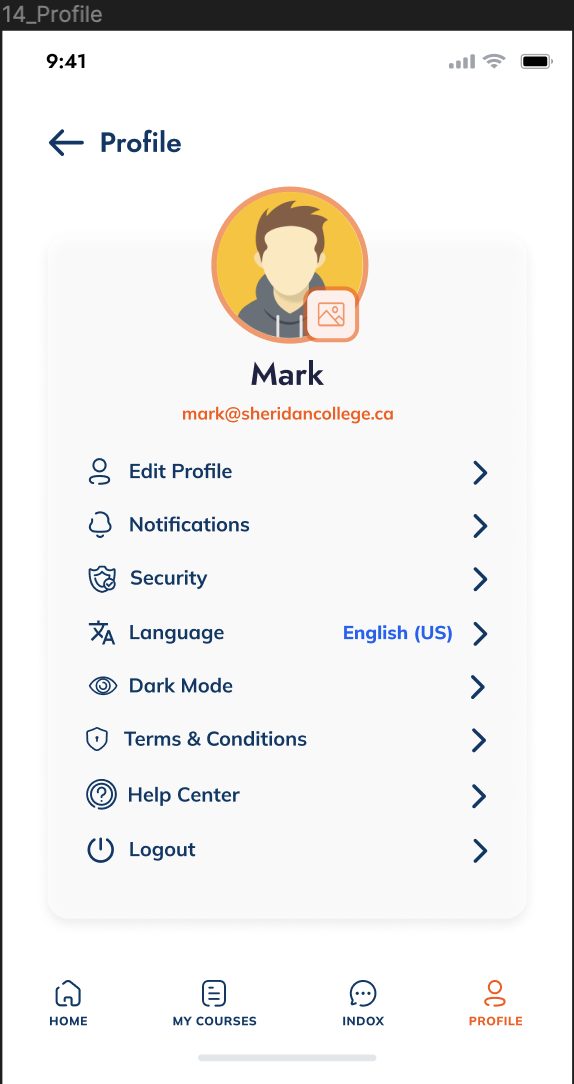 14_Profile
9:41
Profile
Mark
mark@sheridancollege.ca
Edit Profile
Notifications
Security
Language English (US)
Dark Mode
Terms & Conditions
Help Center
Logout
HOME MY COURSES INDOX PROFILE